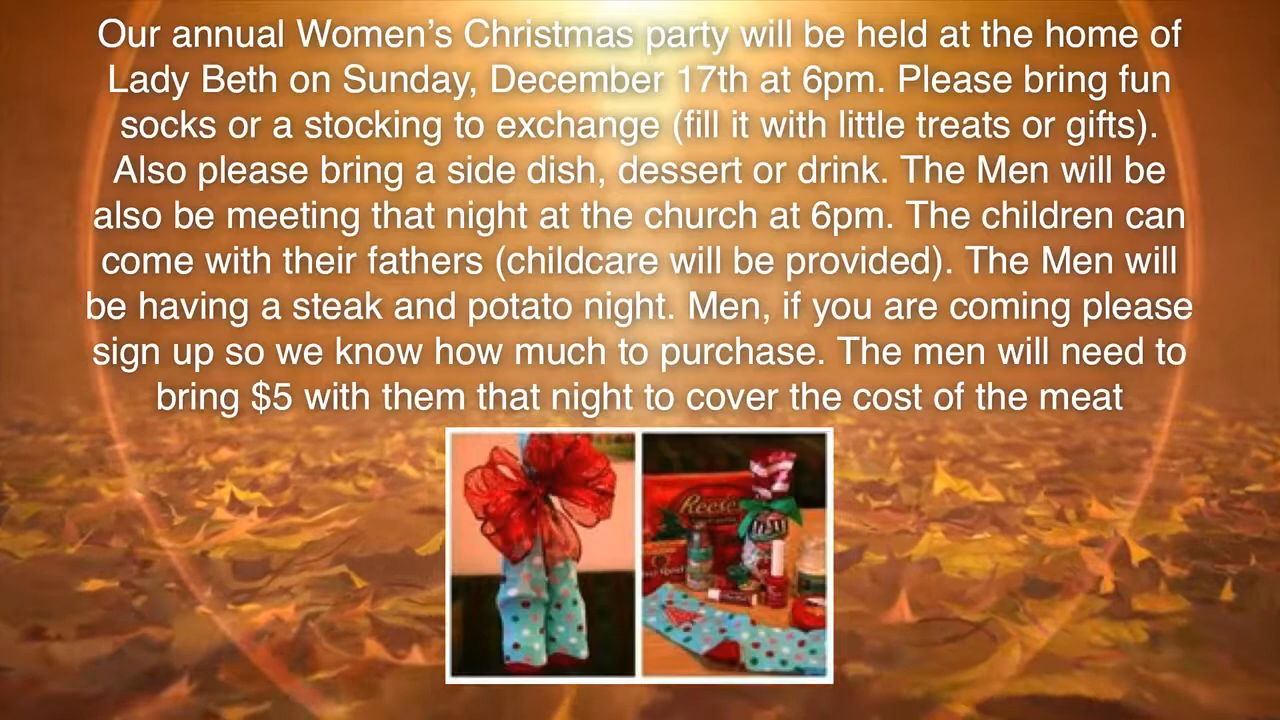 Our annual Women’s Christmas party will be held at the home of
Lady Beth on Sunday, December 17th at 6pm. Please bring fun
socks or a stocking to exchange (fill it with little treats or gifts).
Also please bring a side dish, dessert or drink. The Men will be
also be meeting that night at the church at 6pm. The children can
come with their fathers (childcare will be provided). The Men will
be having a steak and potato night. Men, if you are coming please
sign up so we know how much to purchase. The men will need to
bring $5 with them that night to cover the cost of the meat
Reese's